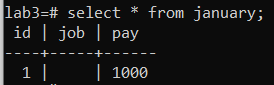 lab3=# select * from january;
 id | job | pay
----+-----+------
  1 |     | 1000